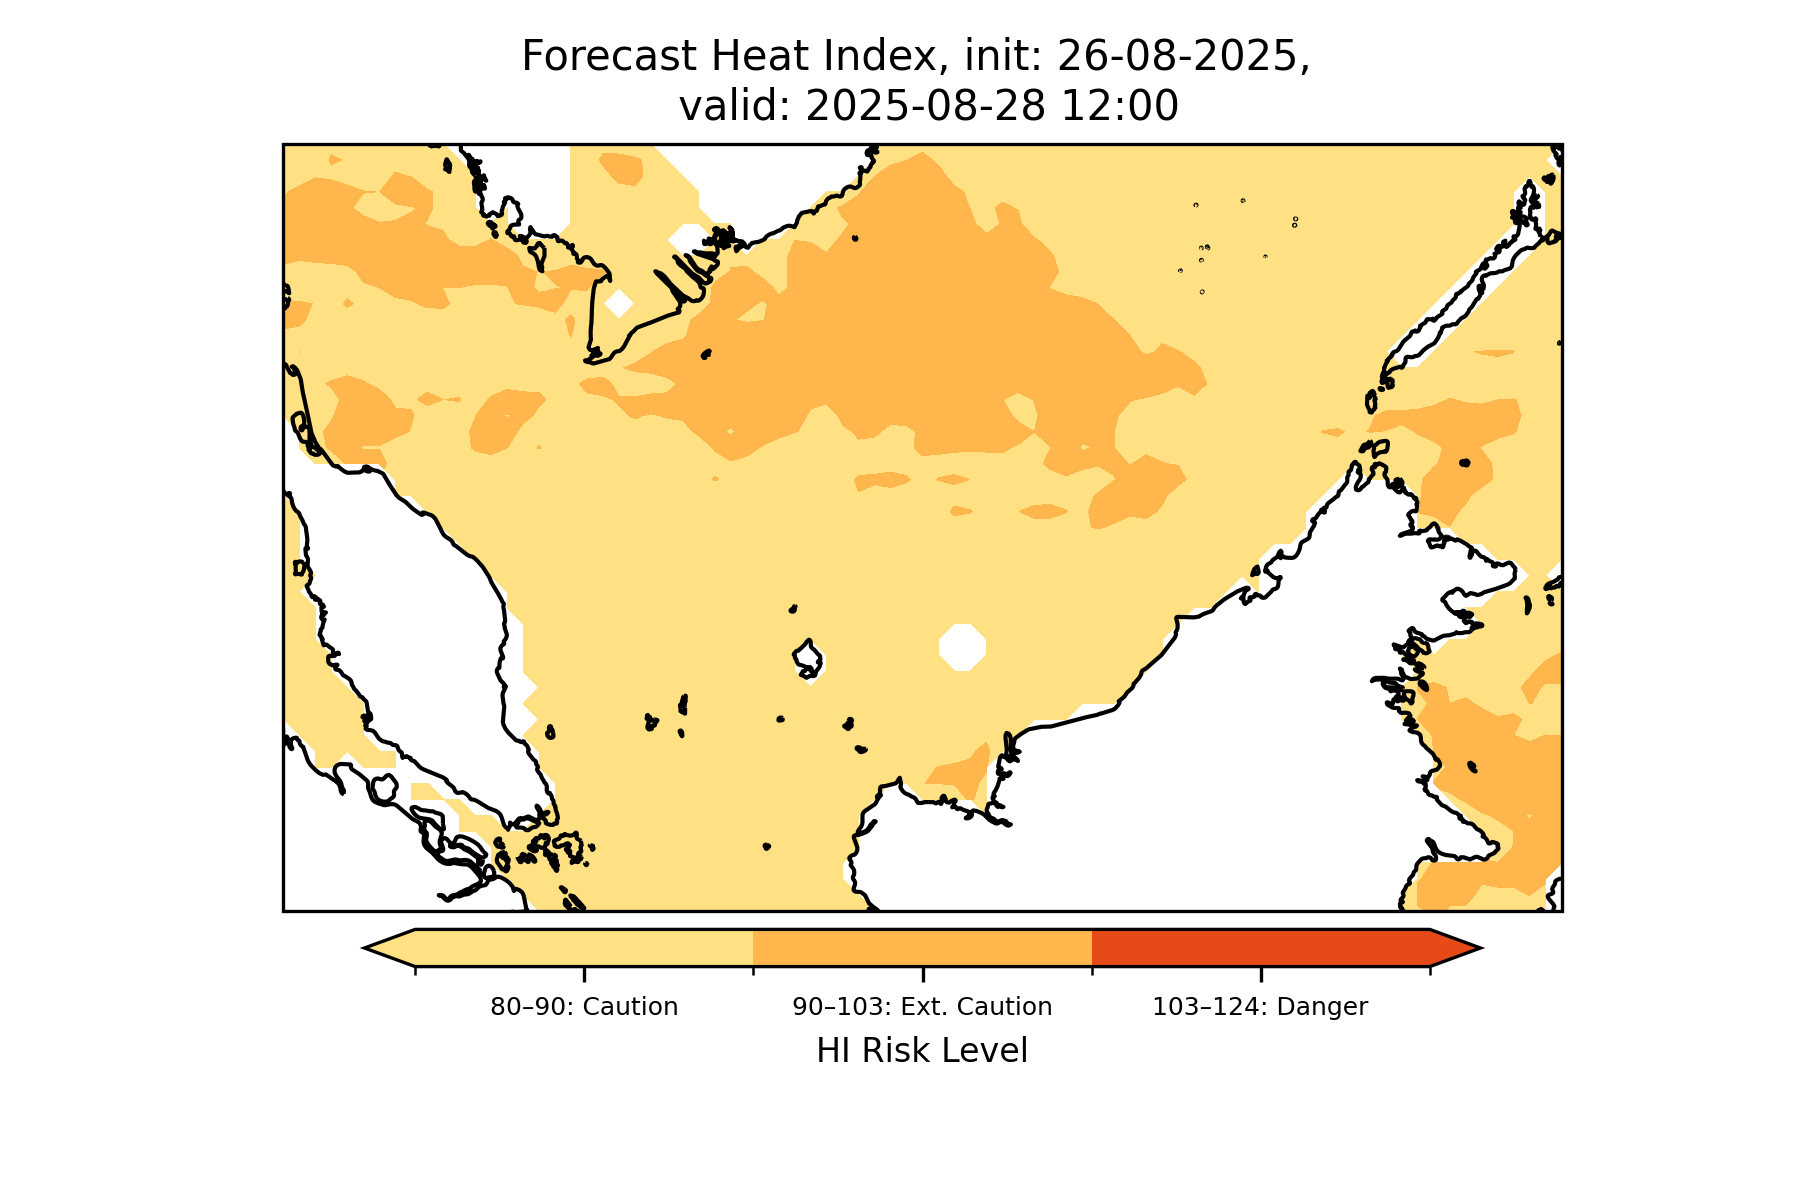 Forecast Heat Index, init: 26-08-2025,
valid: 2025-08-28 12:00
80–90: Caution
90–103: Ext. Caution
103–124: Danger
HI Risk Level